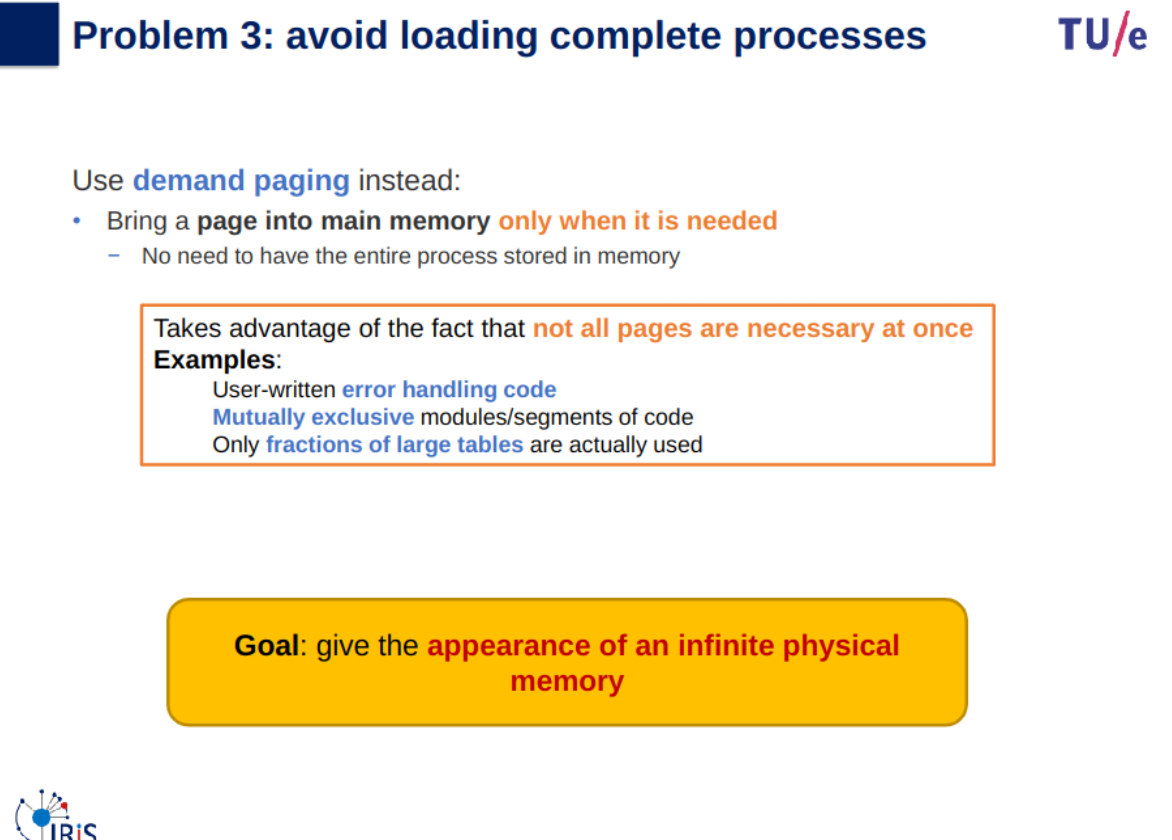 Problem 3: avoid loading complete processes
TU/e
Use demand paging instead:
• Bring a page into main memory only when it is needed
− No need to have the entire process stored in memory
Takes advantage of the fact that not all pages are necessary at once
Examples:
User-written error handling code
Mutually exclusive modules/segments of code
Only fractions of large tables are actually used
Goal: give the appearance of an infinite physical
memory
IRiS